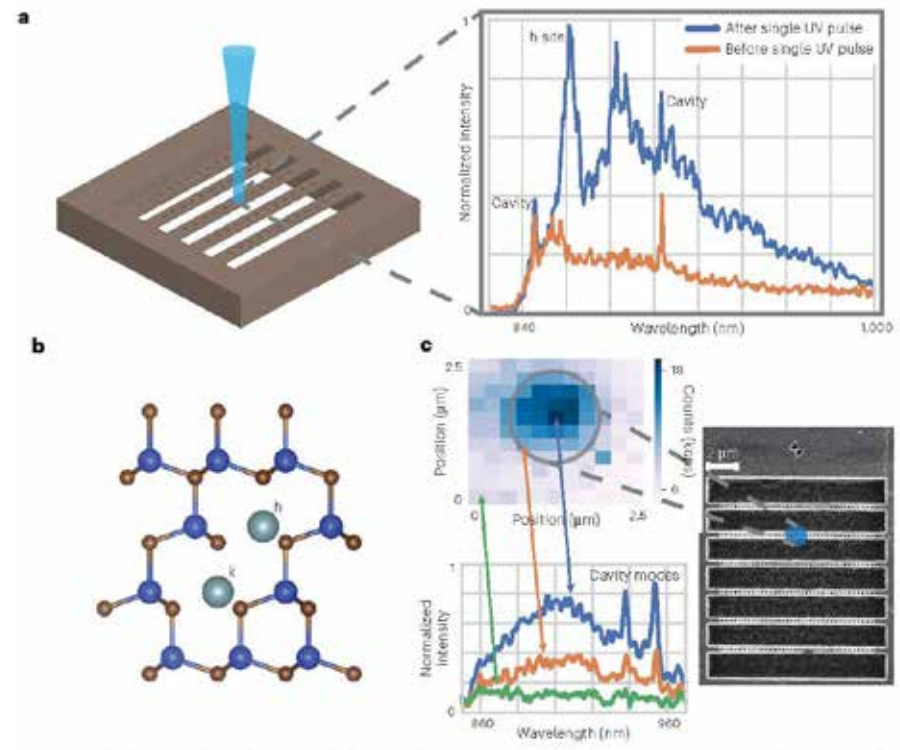 a
1
h site
After single UV pulse
Before single UV pulse
Cavity
Cavity
Normalized Intensity
0
840
Wavelength (nm)
1,000
b
h
k
c
2.5
Position (μm)
0
0
Position (μm)
2.5
18
Counts (kcps)
6
2 μm
1
Cavity modes
Normalized
intensity
0
860
Wavelength (nm)
960